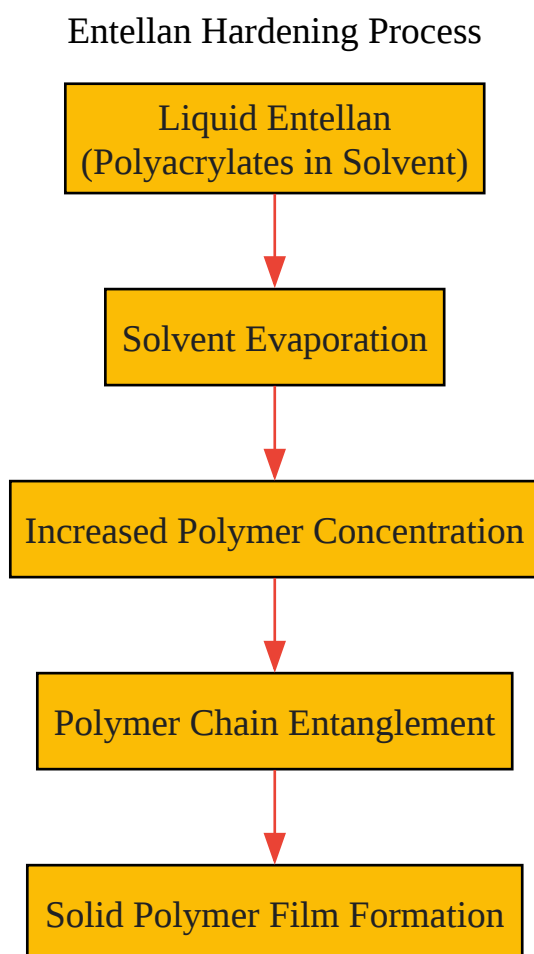 Entellan Hardening Process
Liquid Entellan
(Polyacrylates in Solvent)
Solvent Evaporation
Increased Polymer Concentration
Polymer Chain Entanglement
Solid Polymer Film Formation